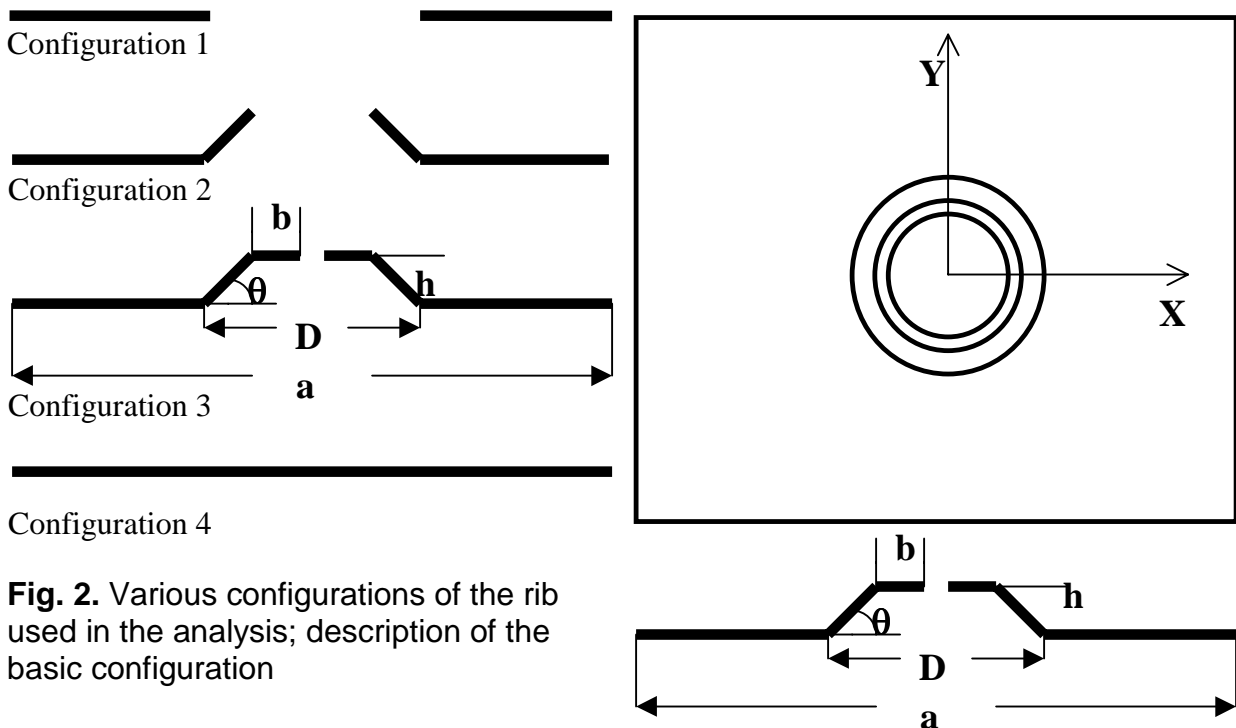 Configuration 1
Configuration 2
b
θ
h
D
a
Configuration 3
Configuration 4
Fig. 2. Various configurations of the rib
used in the analysis; description of the
basic configuration
Y
X
b
h
θ
D
a